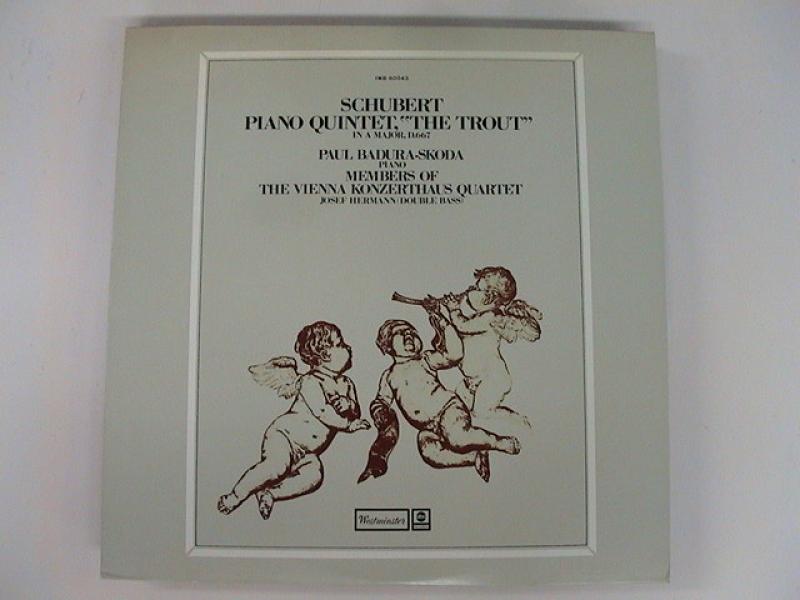 SCHUBERT
PIANO QUINTET, "THE TROUT"
IN A MAJOR, D.667
PAUL BADURA-SKODA
PIANO
MEMBERS OF
THE VIENNA KONZERTHAUS QUARTET
JOSEF HERMANN (DOUBLE BASS)
Westminster